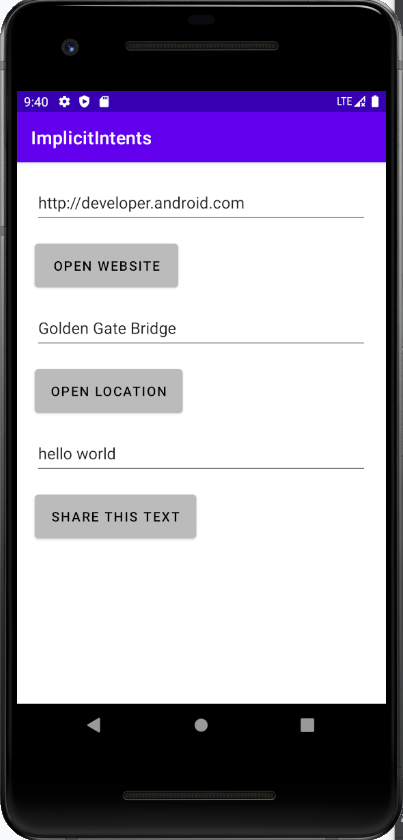 9:40 LTE
ImplicitIntents
http://developer.android.com
OPEN WEBSITE
Golden Gate Bridge
OPEN LOCATION
hello world
SHARE THIS TEXT